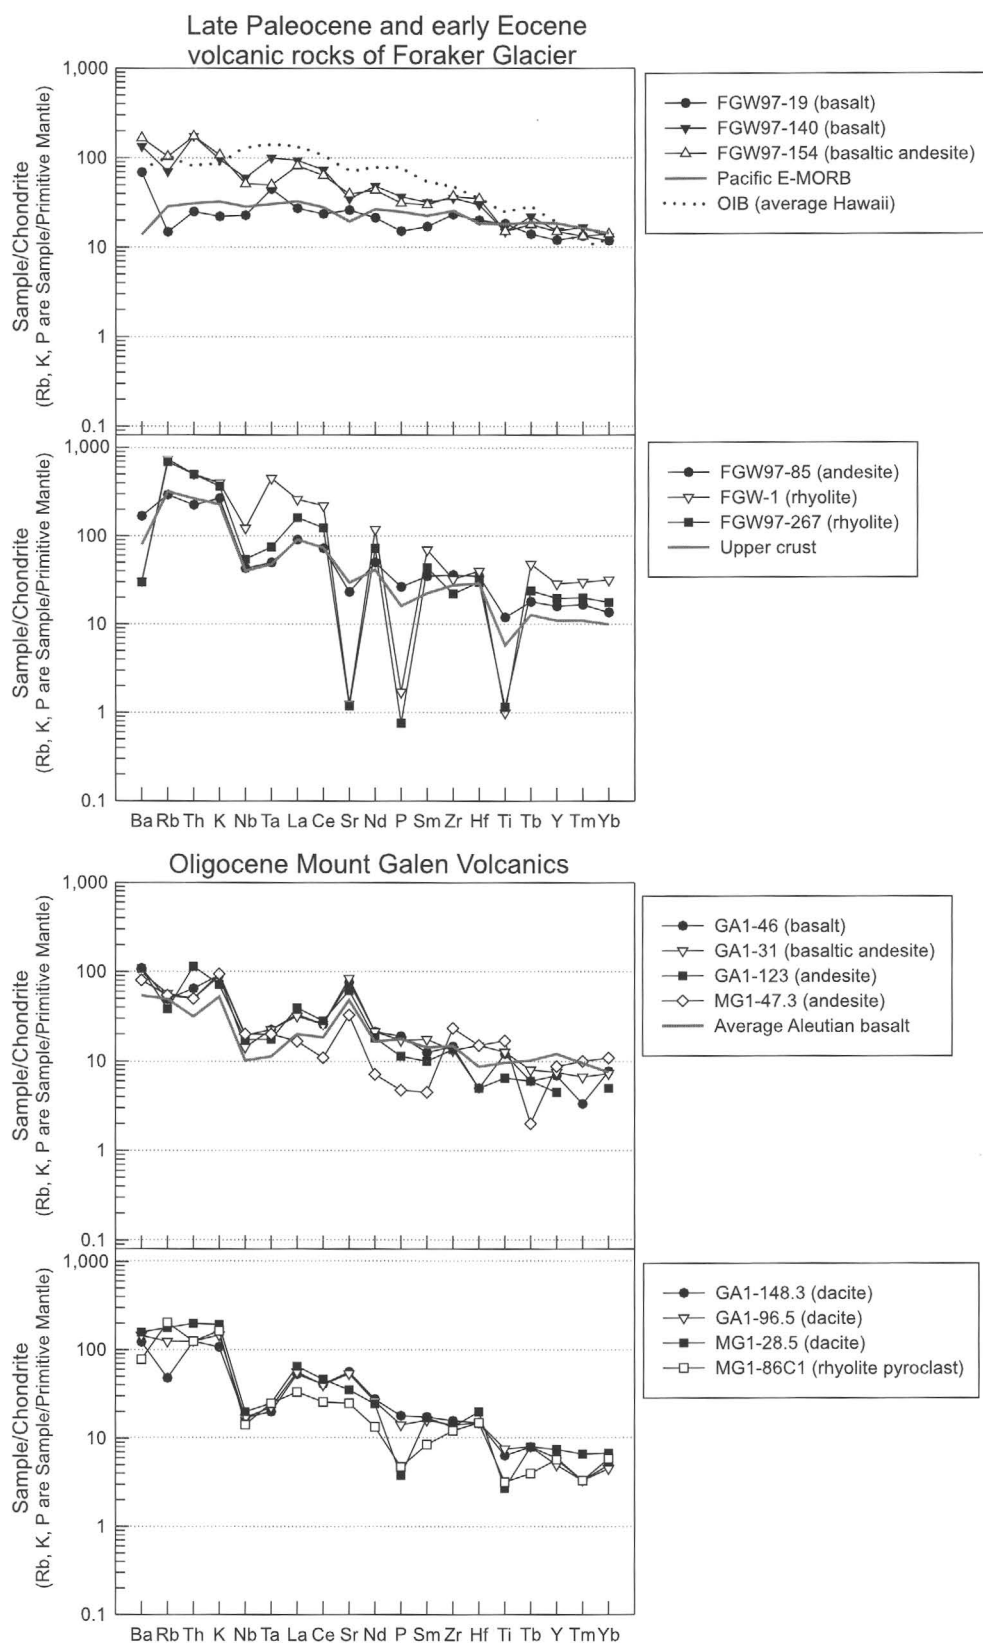 Late Paleocene and early Eocene
volcanic rocks of Foraker Glacier
Sample/Chondrite
(Rb, K, P are Sample/Primitive Mantle)
1,000
100
10
1
0.1
FGW97-19 (basalt)
FGW97-140 (basalt)
FGW97-154 (basaltic andesite)
Pacific E-MORB
OIB (average Hawaii)
Sample/Chondrite
(Rb, K, P are Sample/Primitive Mantle)
1,000
100
10
1
0.1
FGW97-85 (andesite)
FGW-1 (rhyolite)
FGW97-267 (rhyolite)
Upper crust
Ba Rb Th K Nb Ta La Ce Sr Nd P Sm Zr Hf Ti Tb Y Tm Yb
Oligocene Mount Galen Volcanics
Sample/Chondrite
(Rb, K, P are Sample/Primitive Mantle)
1,000
100
10
1
0.1
GA1-46 (basalt)
GA1-31 (basaltic andesite)
GA1-123 (andesite)
MG1-47.3 (andesite)
Average Aleutian basalt
Sample/Chondrite
(Rb, K, P are Sample/Primitive Mantle)
1,000
100
10
1
0.1
GA1-148.3 (dacite)
GA1-96.5 (dacite)
MG1-28.5 (dacite)
MG1-86C1 (rhyolite pyroclast)
Ba Rb Th K Nb Ta La Ce Sr Nd P Sm Zr Hf Ti Tb Y Tm Yb